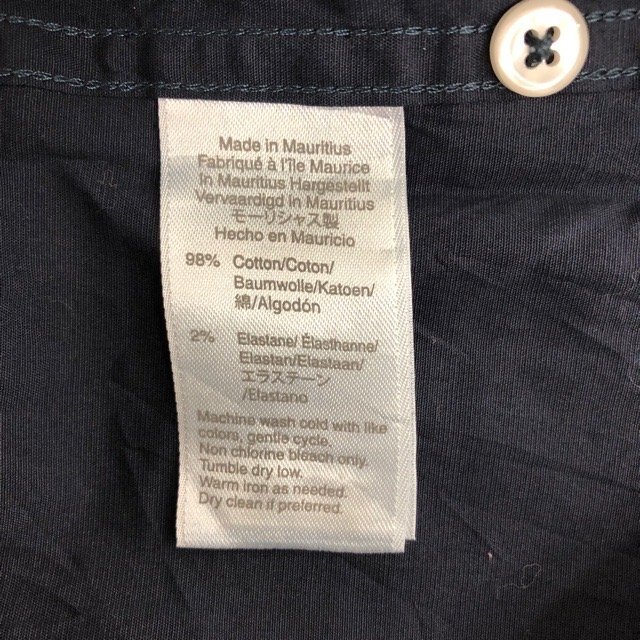 Made in Mauritius
Fabriqué à l'île Maurice
In Mauritius Hergestellt
Vervaardigd in Mauritius
モーリシャス製
Hecho en Mauricio
98% Cotton/Coton/
Baumwolle/Katoen/
綿/Algodón
2% Elastane/ Élasthanne/
Elastan/Elastaan/
エラステーン
/Elastano
Machine wash cold with like
colors, gentle cycle.
Non chlorine bleach only.
Tumble dry low.
Warm iron as needed.
Dry clean if preferred.